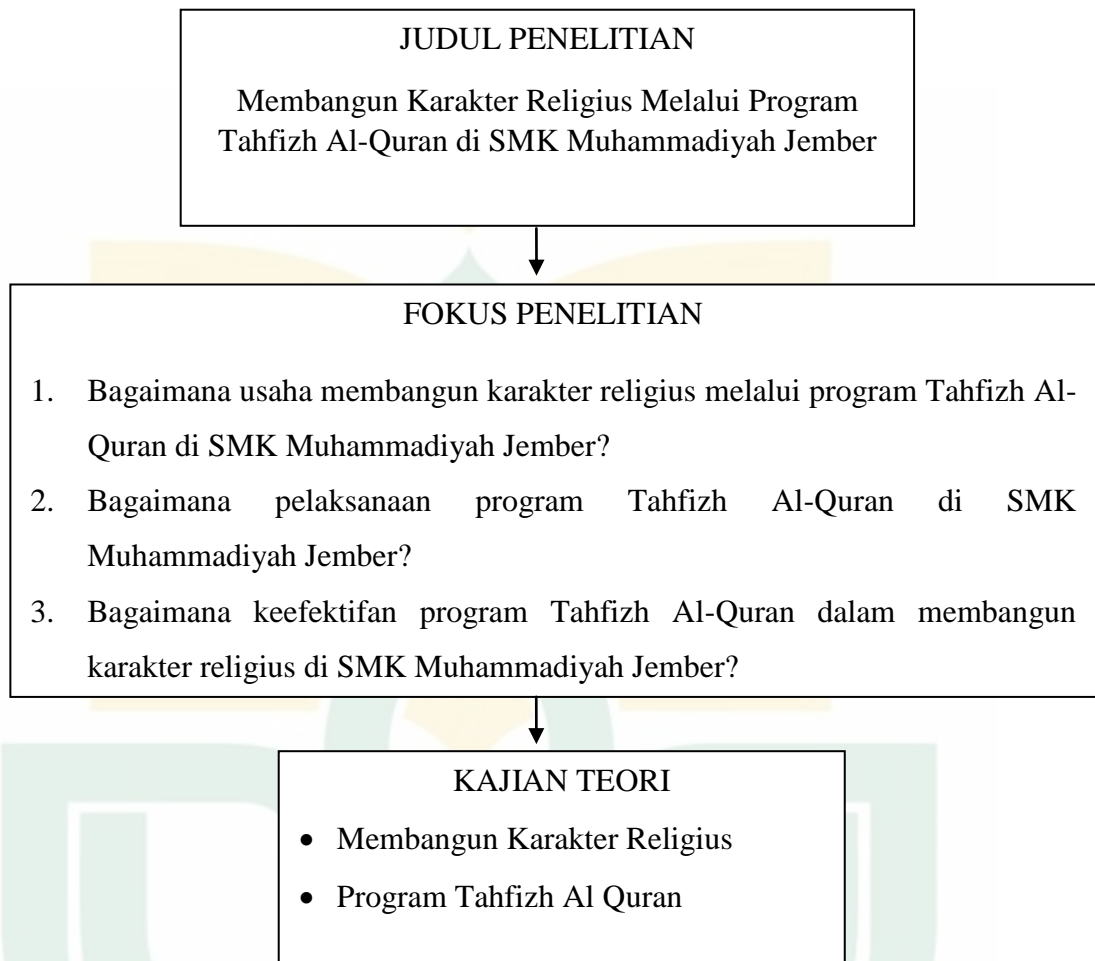 JUDUL PENELITIAN
Membangun Karakter Religius Melalui Program
Tahfizh Al-Quran di SMK Muhammadiyah Jember
FOKUS PENELITIAN
1. Bagaimana usaha membangun karakter religius melalui program Tahfizh Al-
Quran di SMK Muhammadiyah Jember?
2. Bagaimana pelaksanaan program Tahfizh Al-Quran di SMK
Muhammadiyah Jember?
3. Bagaimana keefektifan program Tahfizh Al-Quran dalam membangun
karakter religius di SMK Muhammadiyah Jember?
KAJIAN TEORI
• Membangun Karakter Religius
• Program Tahfizh Al Quran